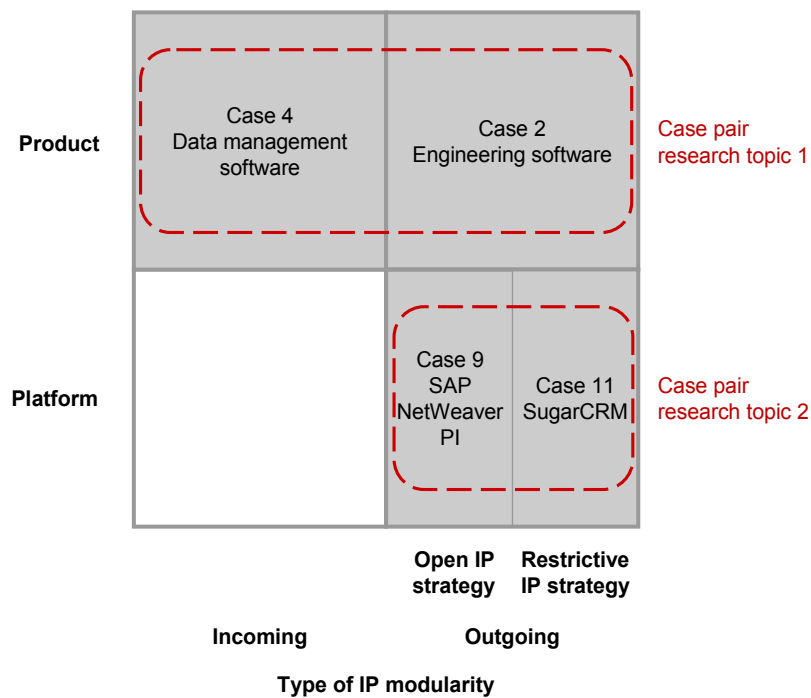 Product
Case 4
Data management
software
Case 2
Engineering software
Case pair
research topic 1
Platform
Case 9
SAP
NetWeaver
PI
Case 11
SugarCRM
Case pair
research topic 2
Open IP
strategy
Restrictive
IP strategy
Incoming
Outgoing
Type of IP modularity